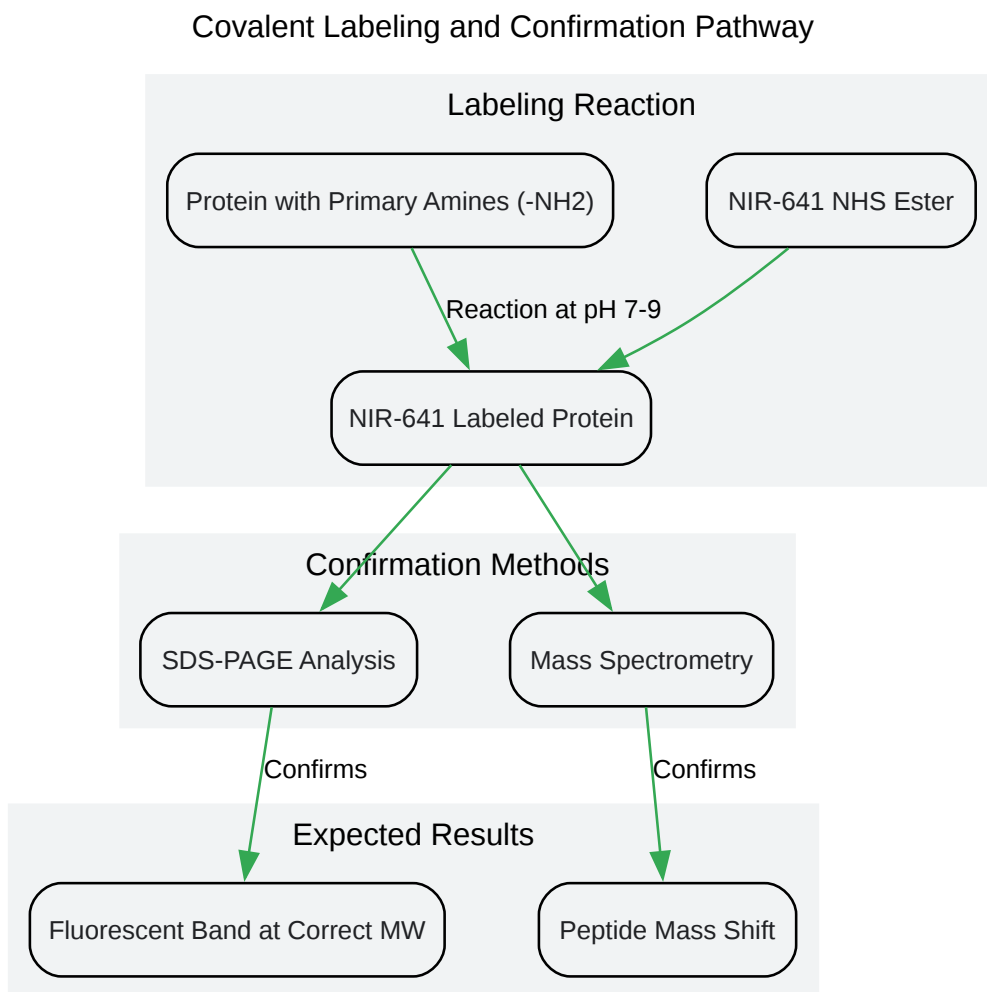 Covalent Labeling and Confirmation Pathway
Labeling Reaction
Protein with Primary Amines (-NH2)
NIR-641 NHS Ester
Reaction at pH 7-9
NIR-641 Labeled Protein
Confirmation Methods
SDS-PAGE Analysis
Mass Spectrometry
Confirms
Confirms
Expected Results
Fluorescent Band at Correct MW
Peptide Mass Shift